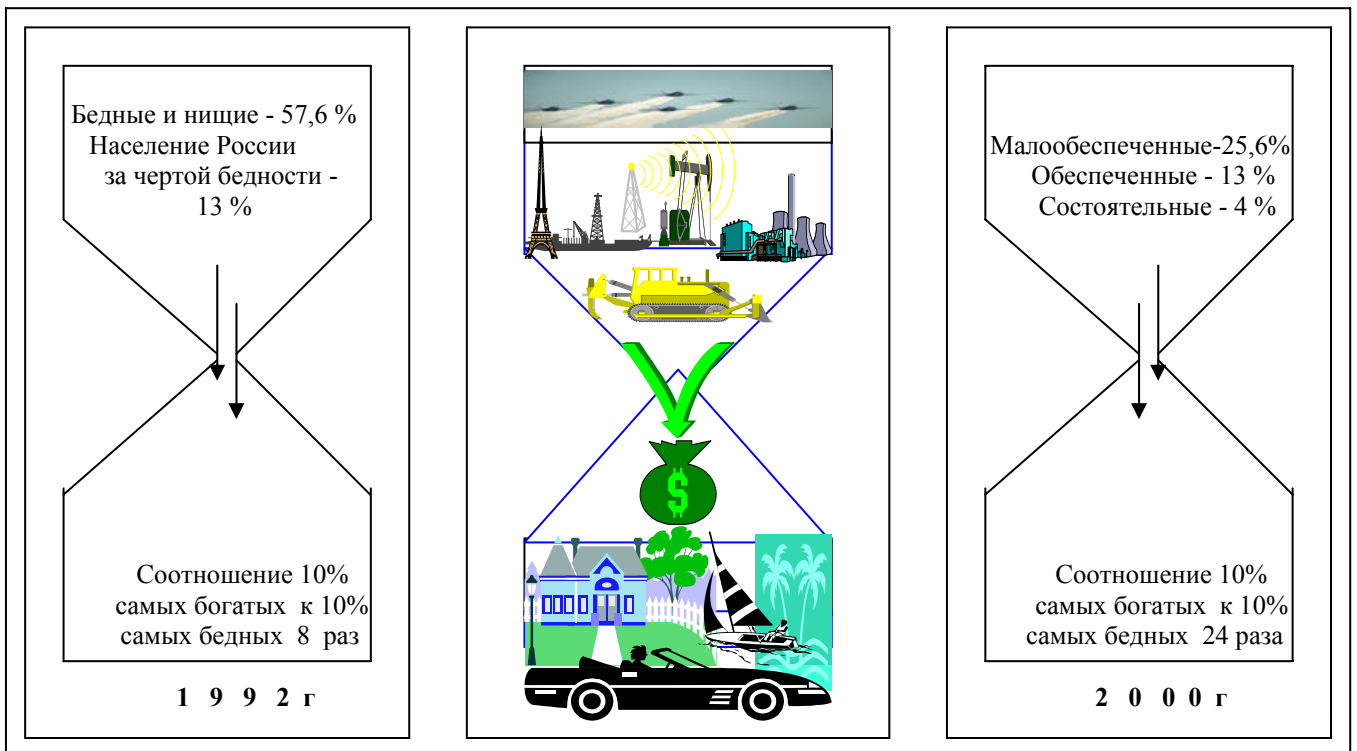 Бедные и нищие - 57,6 %
Население России
за чертой бедности -
13 %
Соотношение 10%
самых богатых к 10%
самых бедных 8 раз
1 9 9 2 г
$
Малообеспеченные-25,6%
Обеспеченные - 13 %
Состоятельные - 4 %
Соотношение 10%
самых богатых к 10%
самых бедных 24 раза
2 0 0 0 г